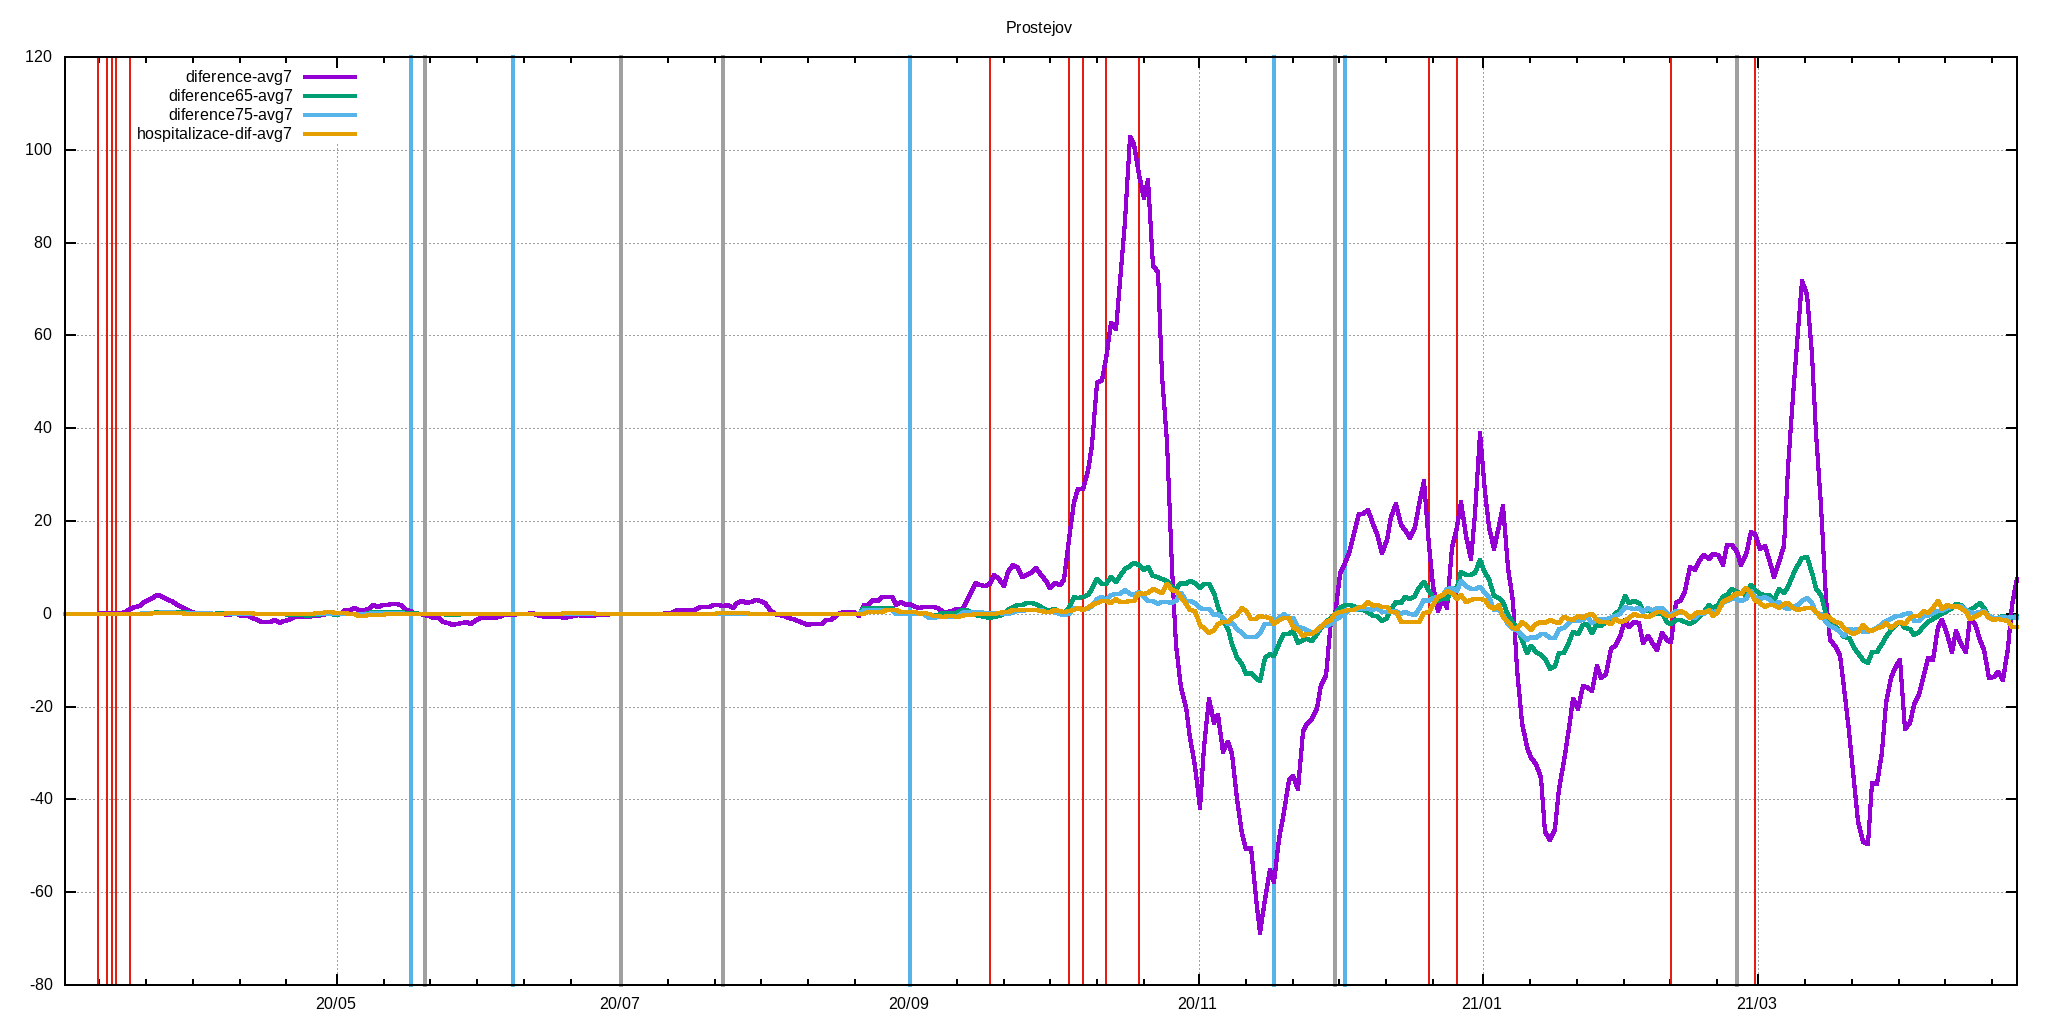 Prostejov
diference-avg7
diference65-avg7
diference75-avg7
hospitalizace-dif-avg7
120
100
80
60
40
20
0
-20
-40
-60
-80
20/05 20/07 20/09 20/11 21/01 21/03